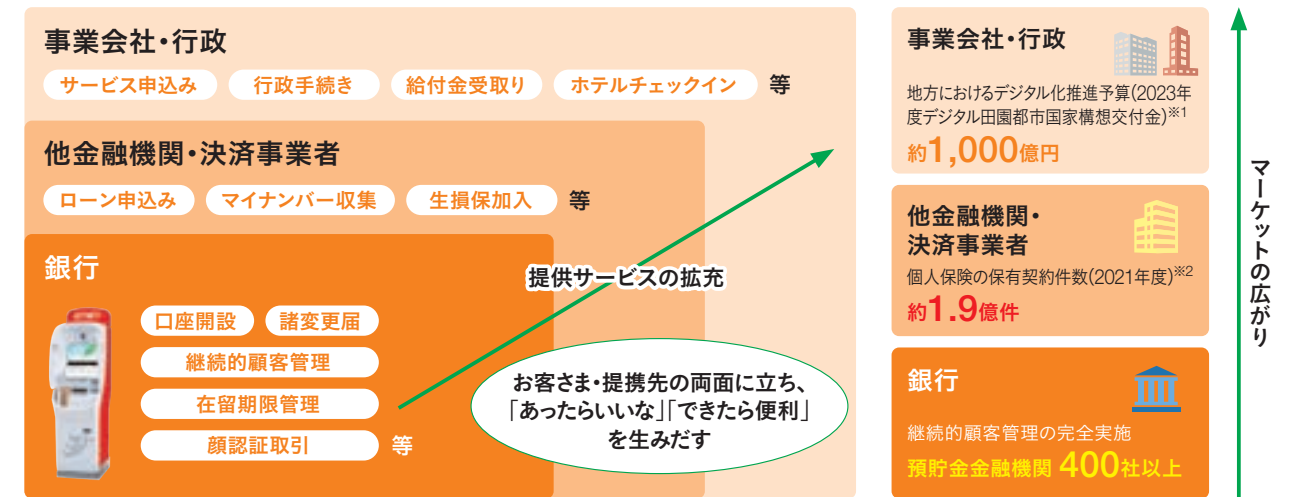 事業会社・行政
サービス申込み 行政手続き 給付金受取り ホテルチェックイン 等
他金融機関・決済事業者
ローン申込み マイナンバー収集 生損保加入 等
銀行
口座開設 諸変更届
継続的顧客管理
在留期限管理
顔認証取引 等
提供サービスの拡充
お客さま・提携先の両面に立ち、
「あったらいいな」「できたら便利」
を生みだす
事業会社・行政
地方におけるデジタル化推進予算(2023年
度デジタル田園都市国家構想交付金)※1
約1,000億円
他金融機関・
決済事業者
個人保険の保有契約件数(2021年度)※2
約1.9億件
銀行
継続的顧客管理の完全実施
預貯金金融機関 400社以上
マーケットの広がり